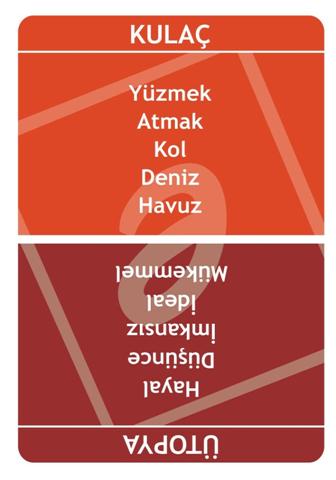 KULAÇ
Yüzmek
Atmak
Kol
Deniz
Havuz
ÜTOPYA
Hayal
Düşünce
İmkansız
İdeal
Mükemmel